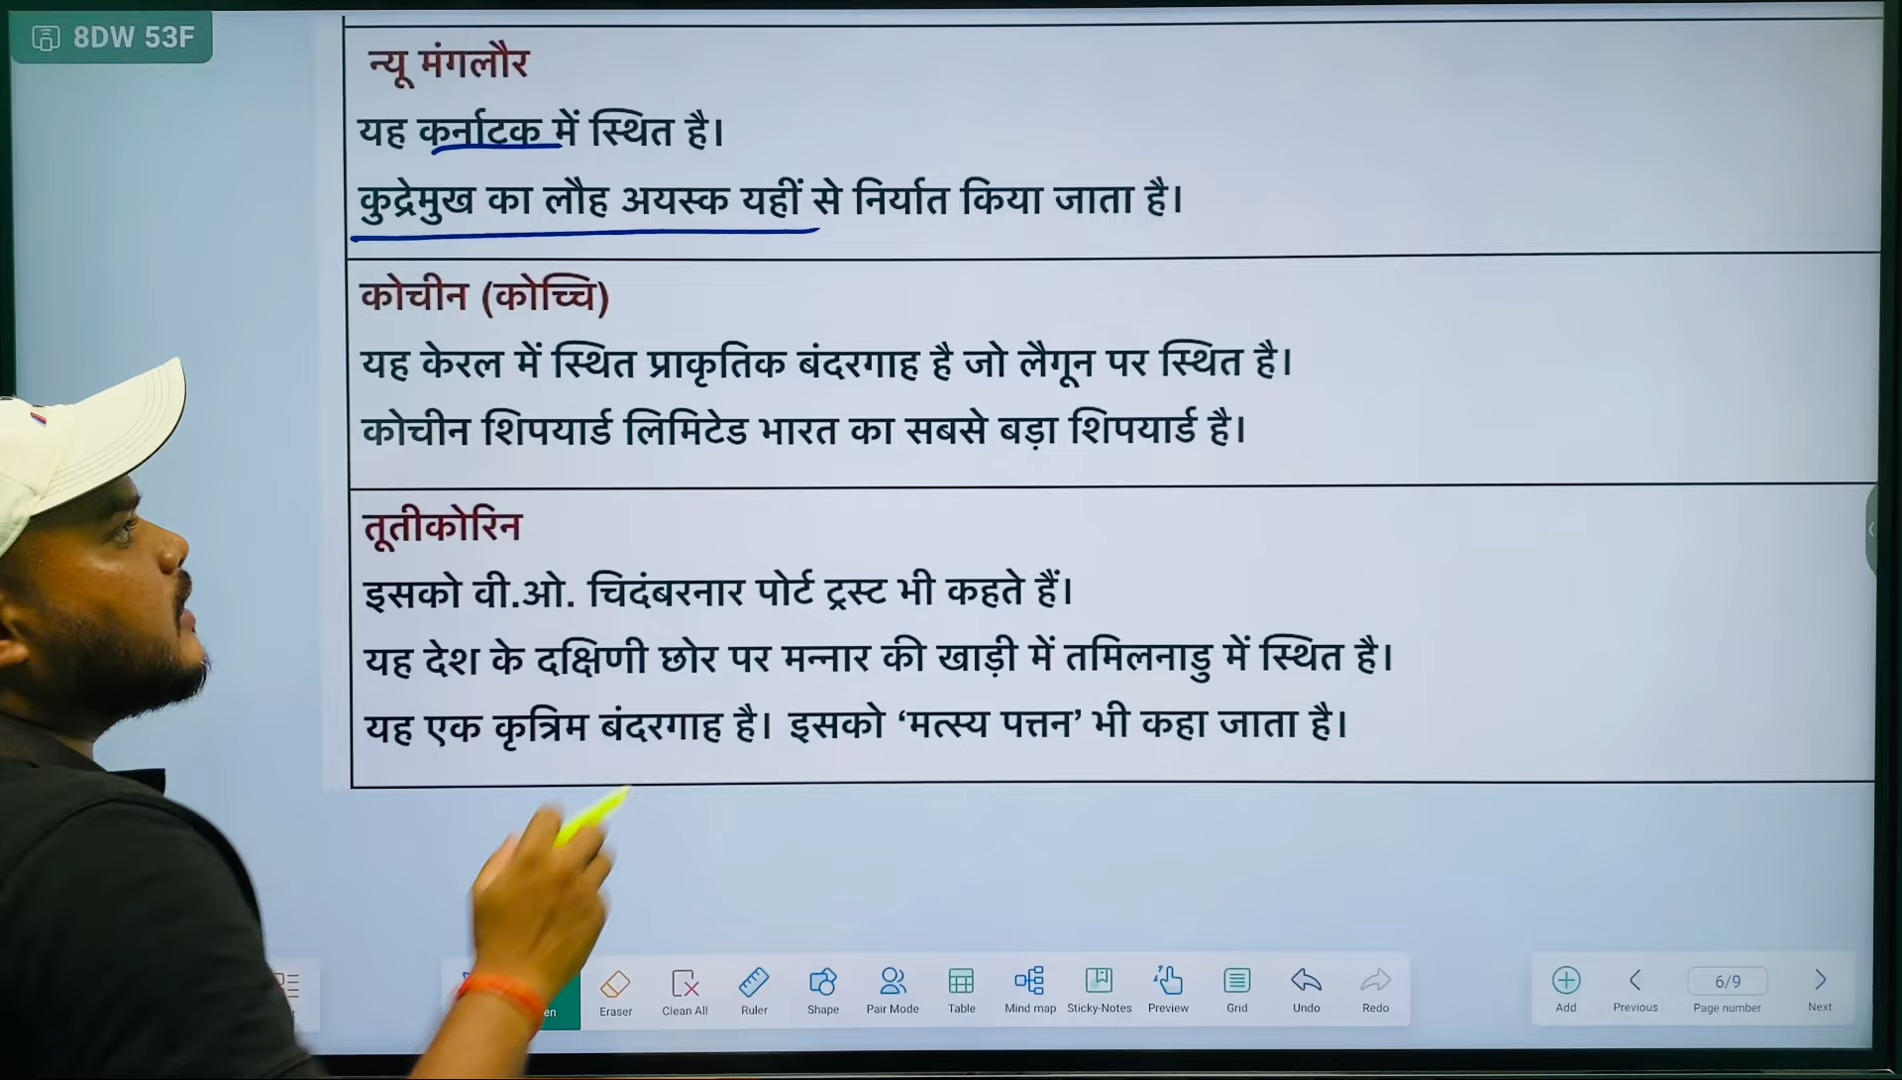 8DW 53F
न्यू मंगलौर
यह कर्नाटक में स्थित है।
कुद्रेमुख का लौह अयस्क यहीं से निर्यात किया जाता है।
कोचीन (कोच्चि)
यह केरल में स्थित प्राकृतिक बंदरगाह है जो लैगून पर स्थित है।
कोचीन शिपयार्ड लिमिटेड भारत का सबसे बड़ा शिपयार्ड है।
तूतीकोरिन
इसको वी.ओ. चिदंबरनार पोर्ट ट्रस्ट भी कहते हैं।
यह देश के दक्षिणी छोर पर मन्नार की खाड़ी में तमिलनाडु में स्थित है।
यह एक कृत्रिम बंदरगाह है। इसको ‘मत्स्य पत्तन’ भी कहा जाता है।
Eraser Clean All Ruler Shape Pair Mode Table Mind map Sticky-Notes Preview Grid Undo Redo Add Previous 6/9 Page number Next